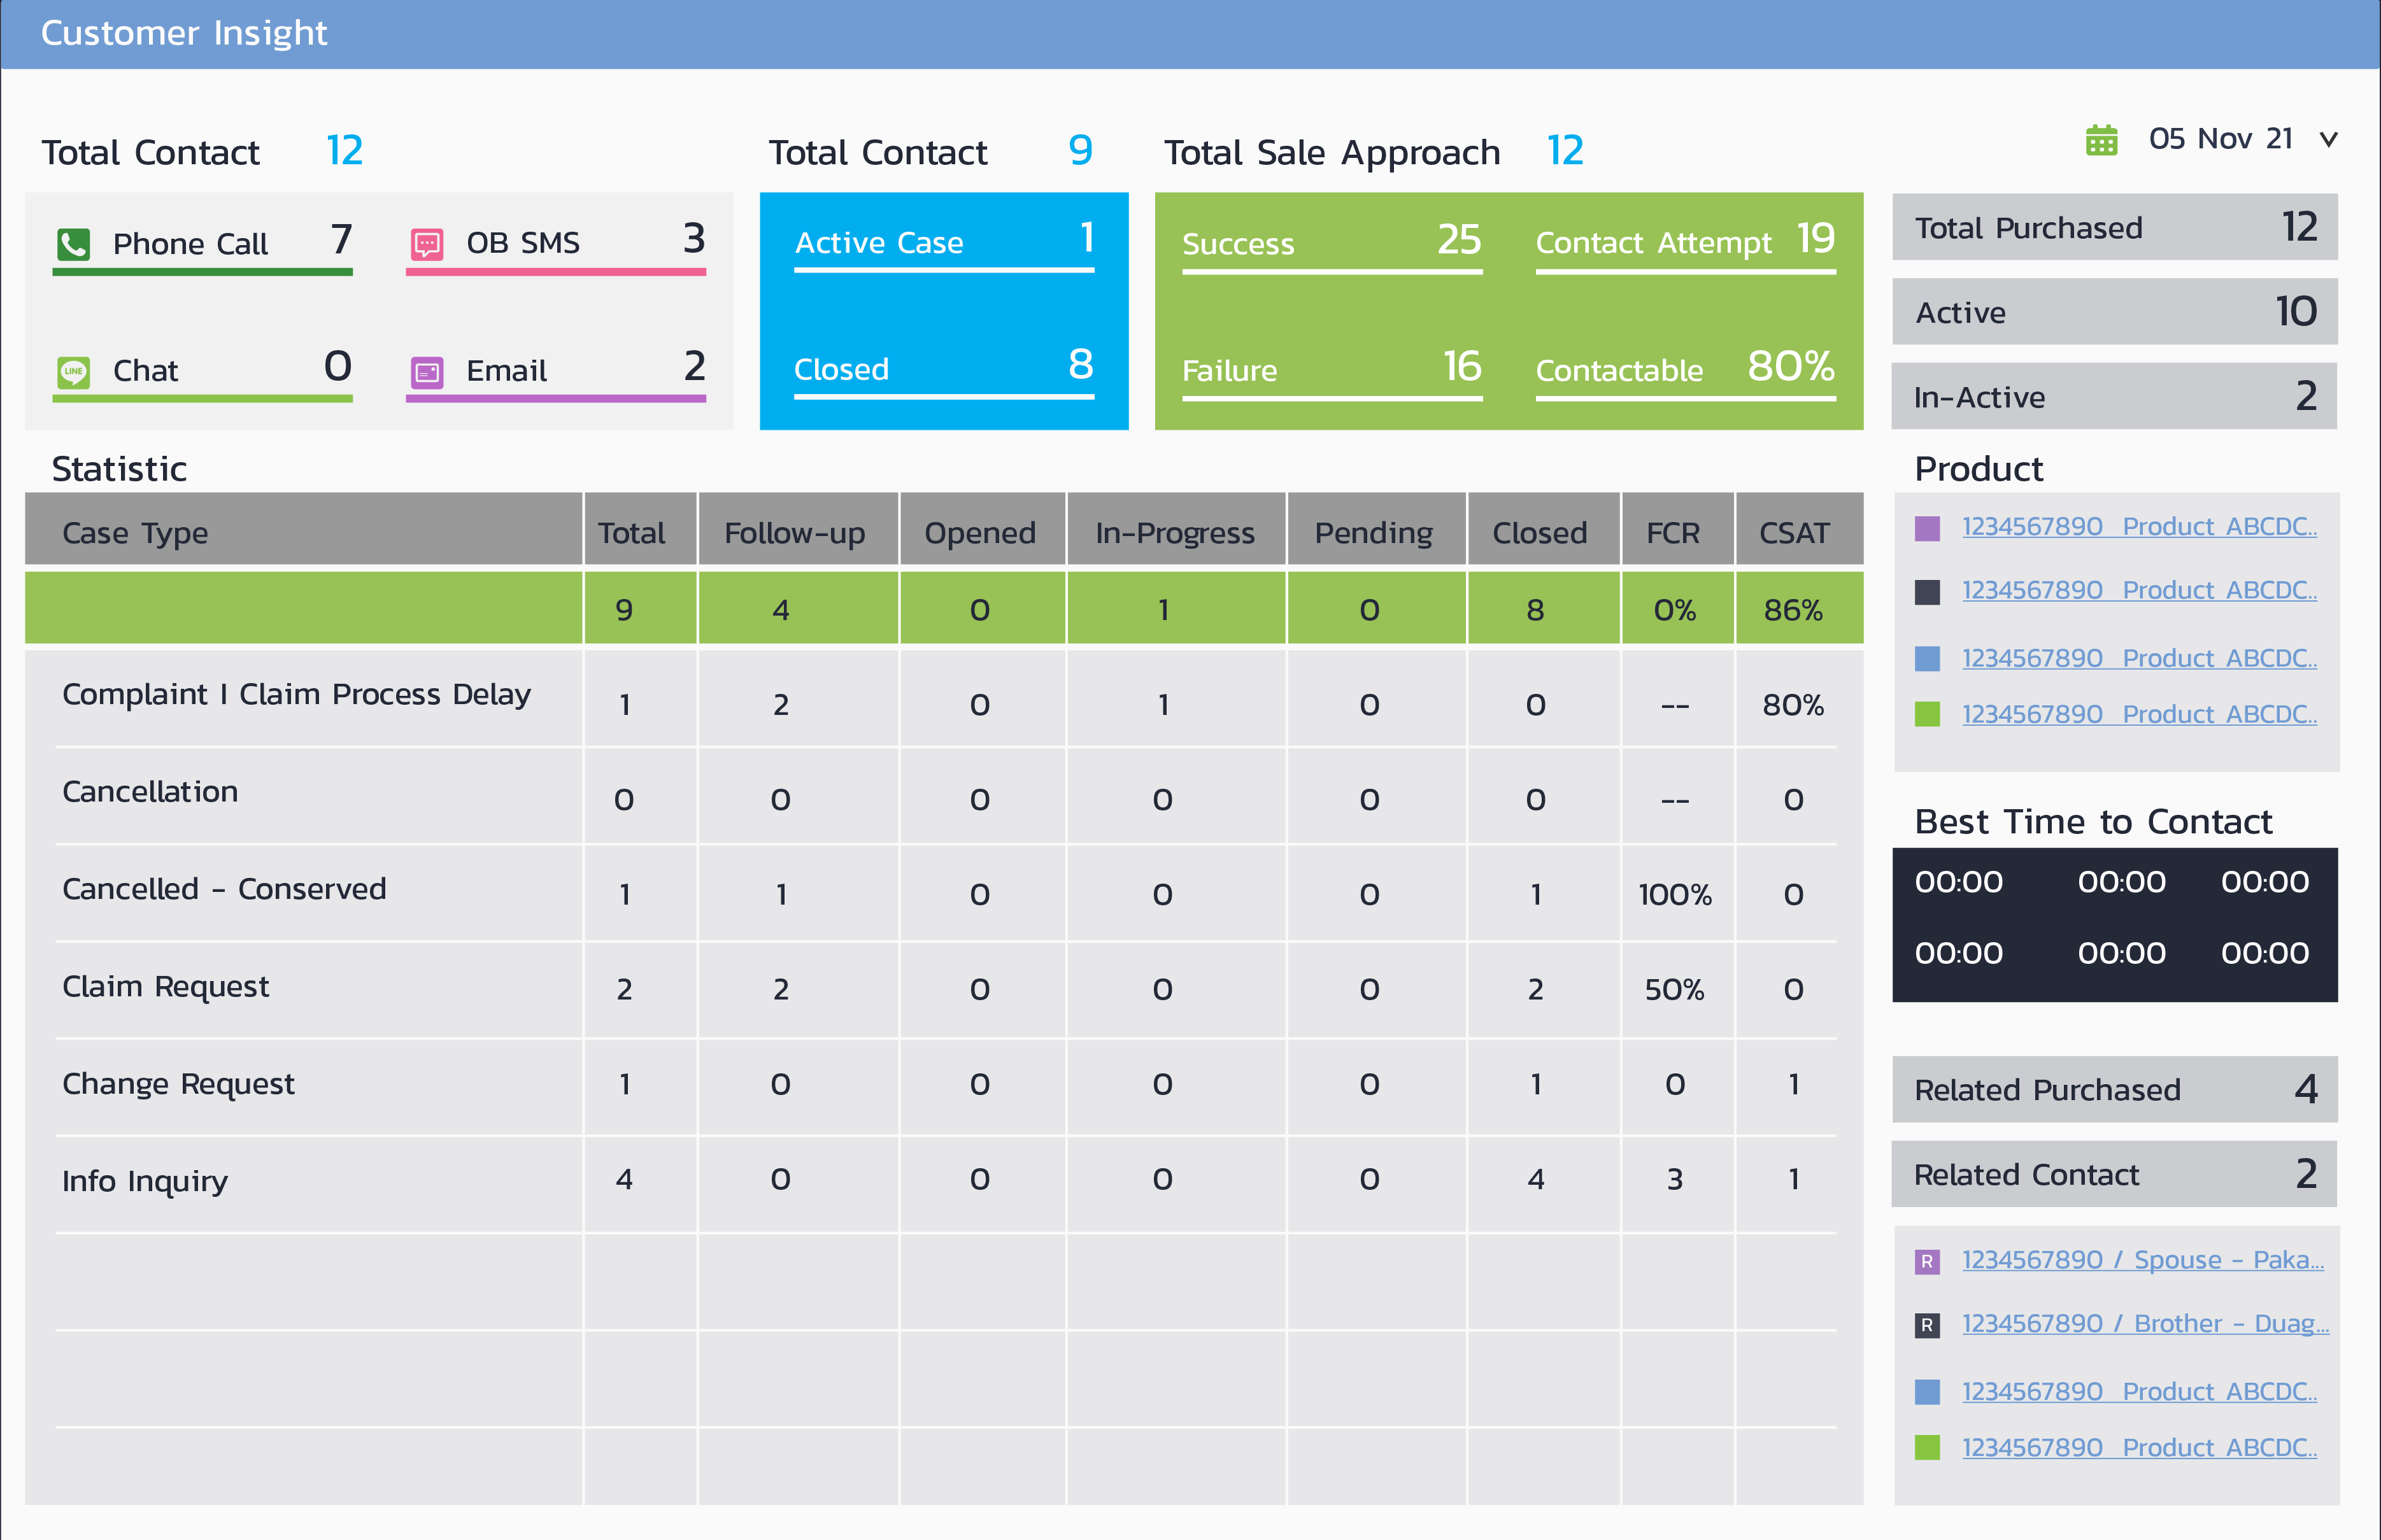 Customer Insight
Total Contact 12
Total Contact 9
Total Sale Approach 12
05 Nov 21
Phone Call 7
OB SMS 3
LINE
Chat 0
Email 2
Active Case 1
Closed 8
Success 25
Contact Attempt 19
Failure 16
Contactable 80%
Total Purchased 12
Active 10
In-Active 2
Statistic
Case Type Total Follow-up Opened In-Progress Pending Closed FCR CSAT
9 4 0 1 0 8 0% 86%
Complaint I Claim Process Delay 1 2 0 1 0 0 -- 80%
Cancellation 0 0 0 0 0 0 -- 0
Cancelled - Conserved 1 1 0 0 0 1 100% 0
Claim Request 2 2 0 0 0 2 50% 0
Change Request 1 0 0 0 0 1 0 1
Info Inquiry 4 0 0 0 0 4 3 1
Product
1234567890 Product ABCDC..
1234567890 Product ABCDC..
1234567890 Product ABCDC..
1234567890 Product ABCDC..
Best Time to Contact
00:00 00:00 00:00
00:00 00:00 00:00
Related Purchased 4
Related Contact 2
R 1234567890 / Spouse - Paka...
R 1234567890 / Brother - Duag...
1234567890 Product ABCDC..
1234567890 Product ABCDC..